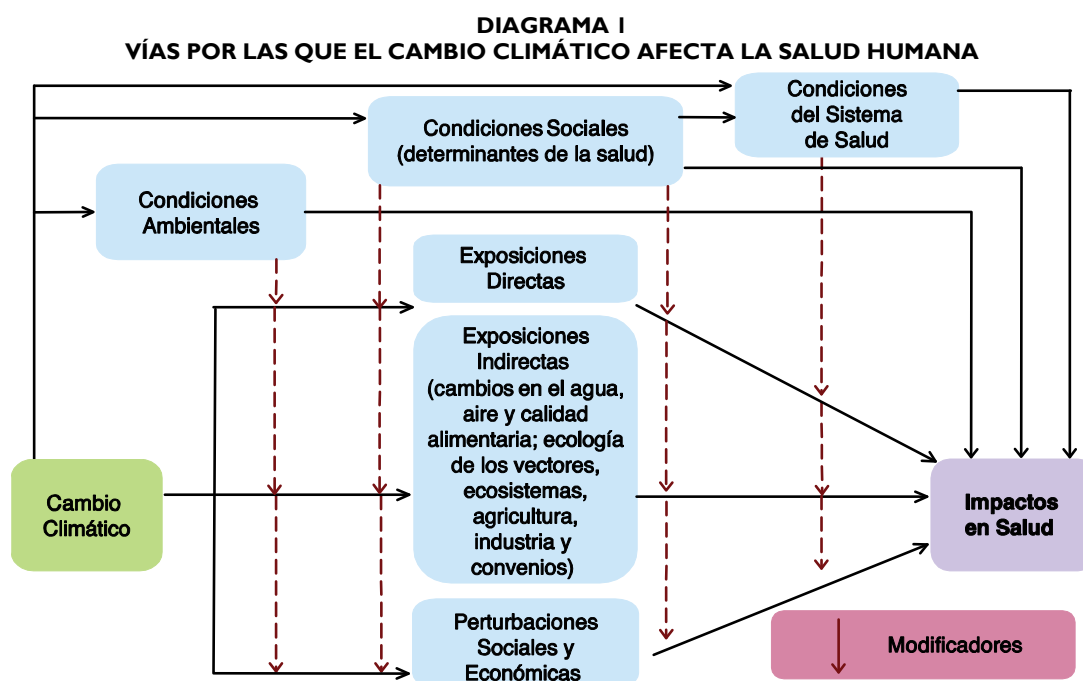 DIAGRAMA I
VÍAS POR LAS QUE EL CAMBIO CLIMÁTICO AFECTA LA SALUD HUMANA
Condiciones
del Sistema
de Salud
Condiciones Sociales
(determinantes de la salud)
Condiciones
Ambientales
Exposiciones
Directas
Exposiciones
Indirectas
(cambios en el agua,
aire y calidad
alimentaria; ecología
de los vectores,
ecosistemas,
agricultura,
industria y
convenios)
Cambio
Climático
Impactos
en Salud
Perturbaciones
Sociales y
Económicas
Modificadores